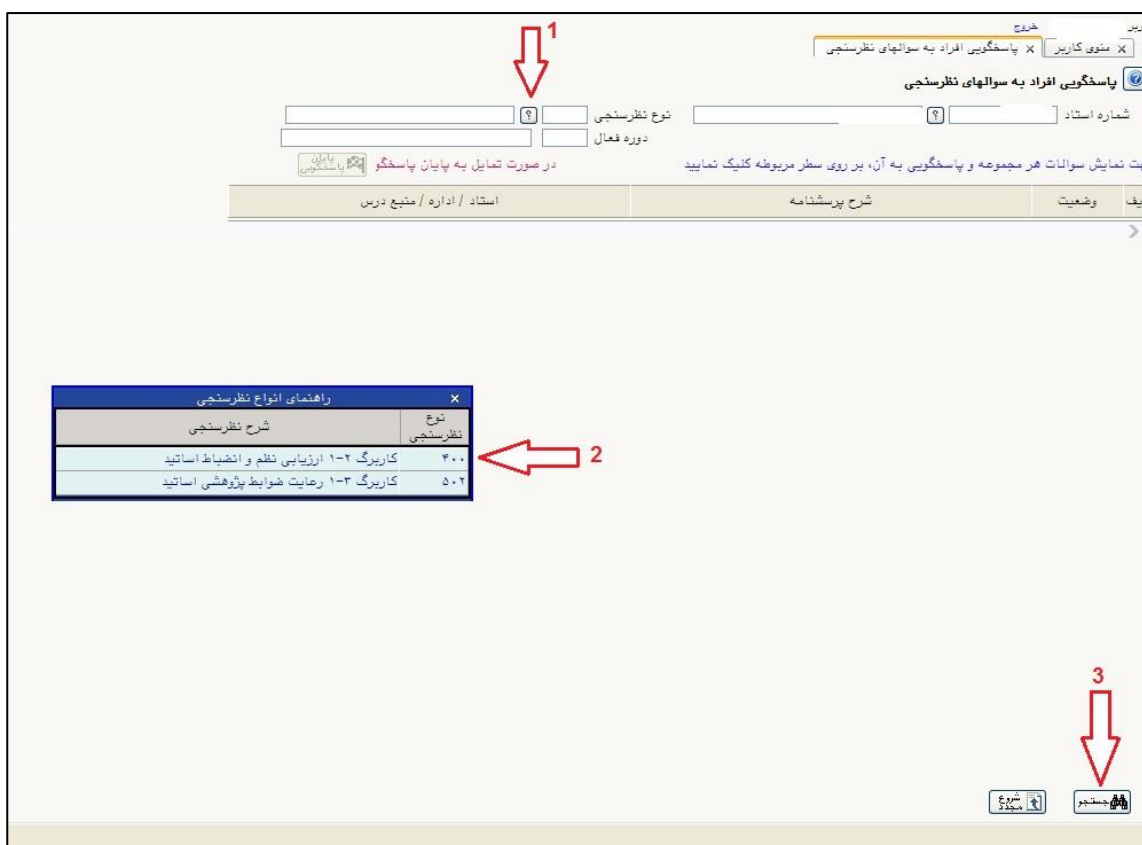 خروج
1
× منوی کاربر × پاسخگویی افراد به سوالهای نظرسنجی
پاسخگویی افراد به سوالهای نظرسنجی
شماره استاد ؟ نوع نظرسنجی ؟
دوره فعال
نمایش سوالات هر مجموعه و پاسخگویی به آن، بر روی سطر مربوطه کلیک نمایید در صورت تمایل به پایان پاسخگو پایان پاسخگویی
وضعیت شرح پرسشنامه استاد / اداره / منبع درس
× راهنمای انواع نظرسنجی
نوع نظرسنجی شرح نظرسنجی
۴۰۰ کاربرگ ۲-۱ ارزیابی نظم و انضباط اساتید
2
۵۰۲ کاربرگ ۳-۱ رعایت ضوابط پژوهشی اساتید
3
جستجو شروع مجدد